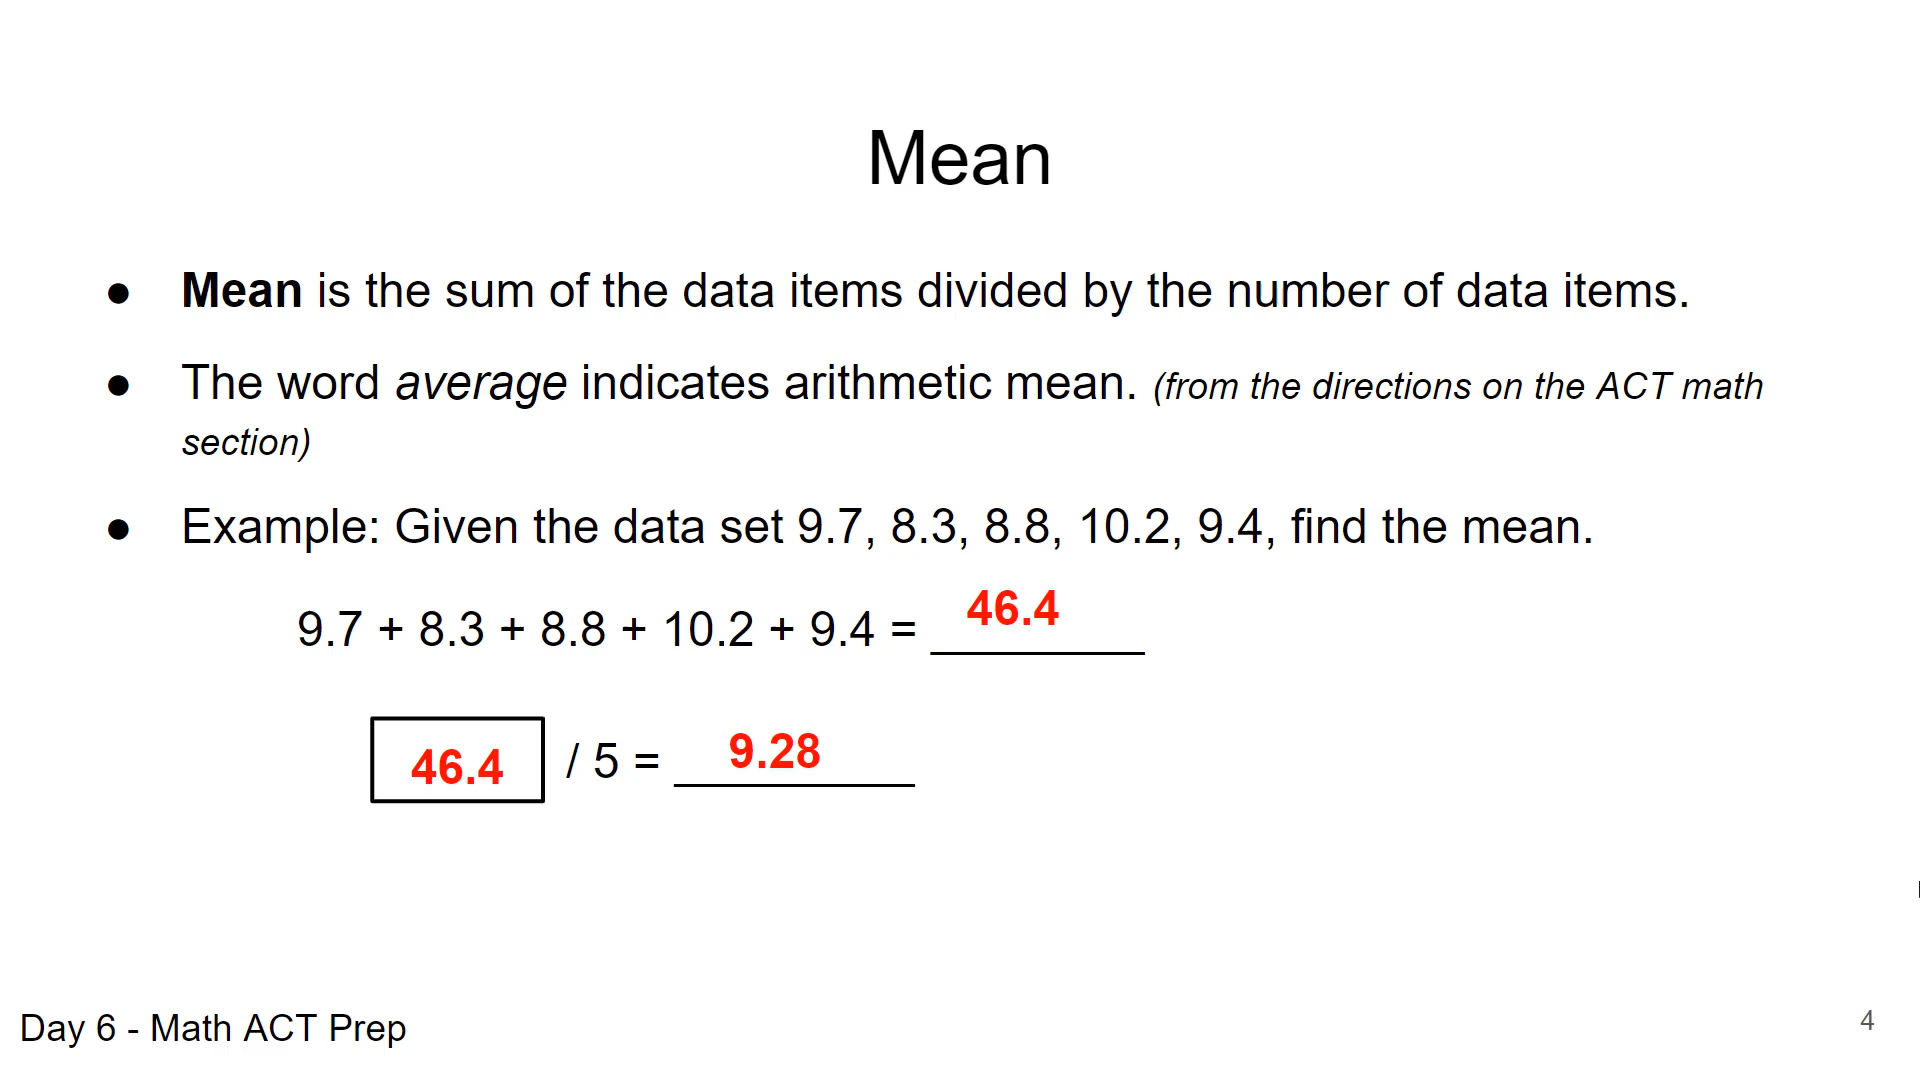 Mean
● Mean is the sum of the data items divided by the number of data items.
● The word average indicates arithmetic mean. (from the directions on the ACT math
section)
● Example: Given the data set 9.7, 8.3, 8.8, 10.2, 9.4, find the mean.
9.7 + 8.3 + 8.8 + 10.2 + 9.4 = 46.4
46.4 / 5 = 9.28
Day 6 - Math ACT Prep
4